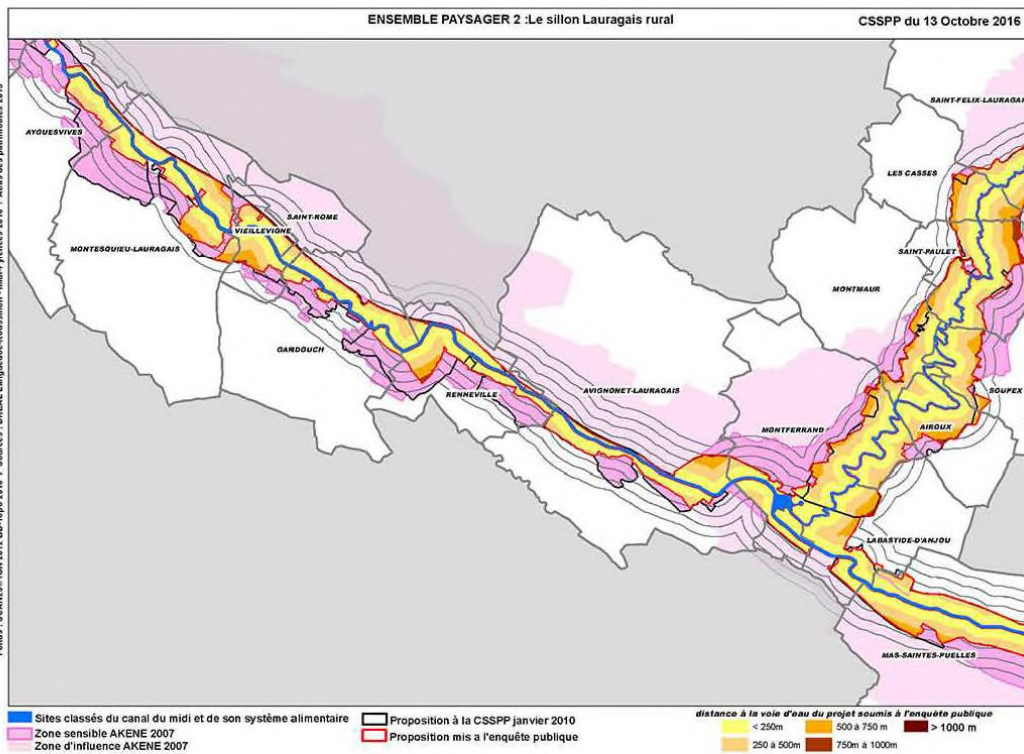 ENSEMBLE PAYSAGER 2 :Le sillon Lauragais rural
CSSPP du 13 Octobre 2016
SAINT-FELIX-LAURAGAI
AYGUESVIVES
LES CASSES
SAINT-ROME
VIEILLEVIGNE
MONTESQUIEU-LAURAGAIS
SAINT-PAULET
MONTMAUR
GARDOUCH
RENNEVILLE
AVIGNONET-LAURAGAIS
SOUPEX
MONTFERRAND
AIROUX
LABASTIDE-D'ANJOU
MAS-SAINTES-PUELLES
Sites classés du canal du midi et de son système alimentaire
Zone sensible AKENE 2007
Zone d'influence AKENE 2007
Proposition à la CSSPP janvier 2010
Proposition mis a l'enquête publique
distance à la voie d'eau du projet soumis à l'enquête publique
< 250m
500 à 750 m
> 1000 m
250 à 500m
750m à 1000m